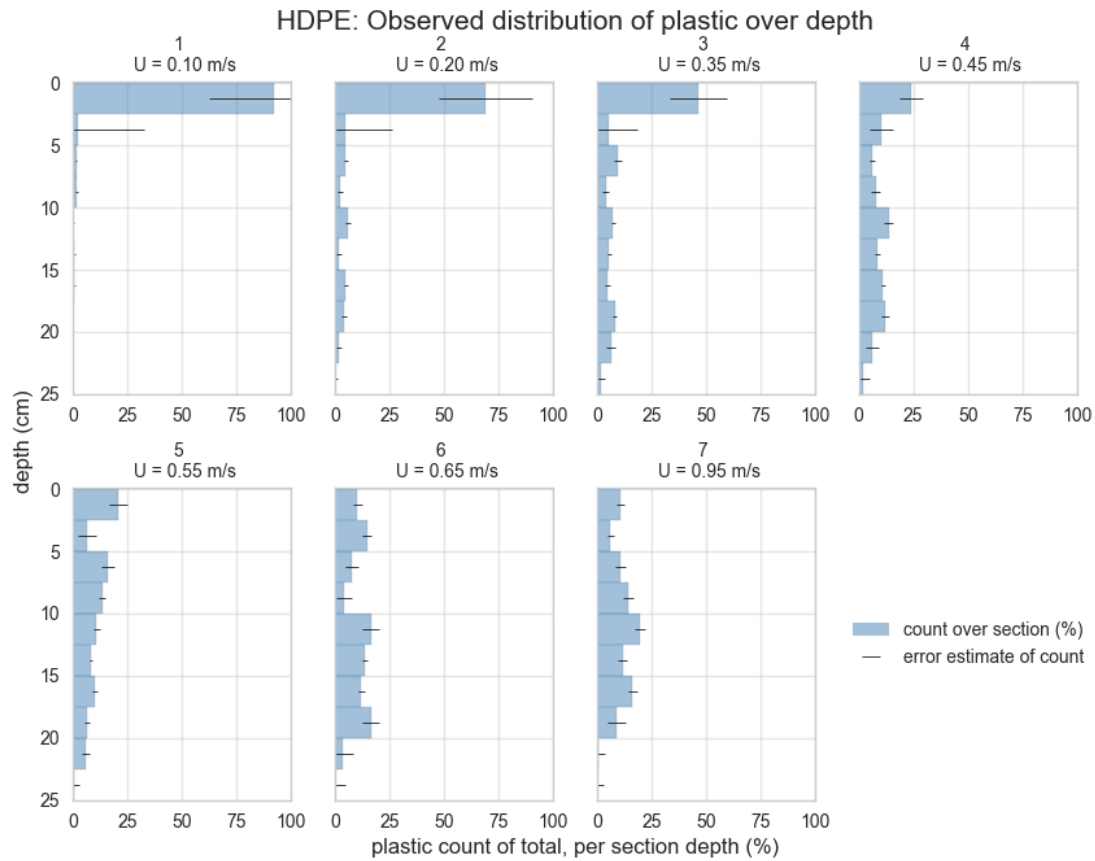 HDPE: Observed distribution of plastic over depth
1
U = 0.10 m/s
2
U = 0.20 m/s
3
U = 0.35 m/s
4
U = 0.45 m/s
0
5
10
15
20
25
0 25 50 75 100
0 25 50 75 100
0 25 50 75 100
0 25 50 75 100
depth (cm)
5
U = 0.55 m/s
6
U = 0.65 m/s
7
U = 0.95 m/s
0
5
10
15
20
25
0 25 50 75 100
0 25 50 75 100
0 25 50 75 100
count over section (%)
error estimate of count
plastic count of total, per section depth (%)